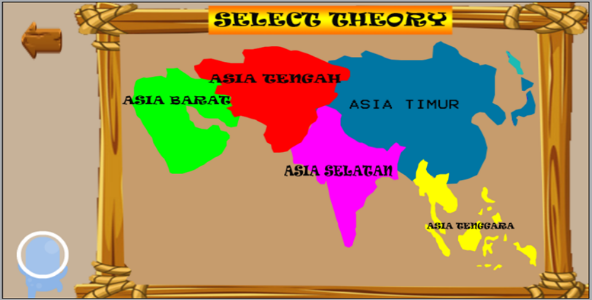 SELECT THEORY
ASIA TENGAH
ASIA BARAT
ASIA TIMUR
ASIA SELATAN
ASIA TENGGARA